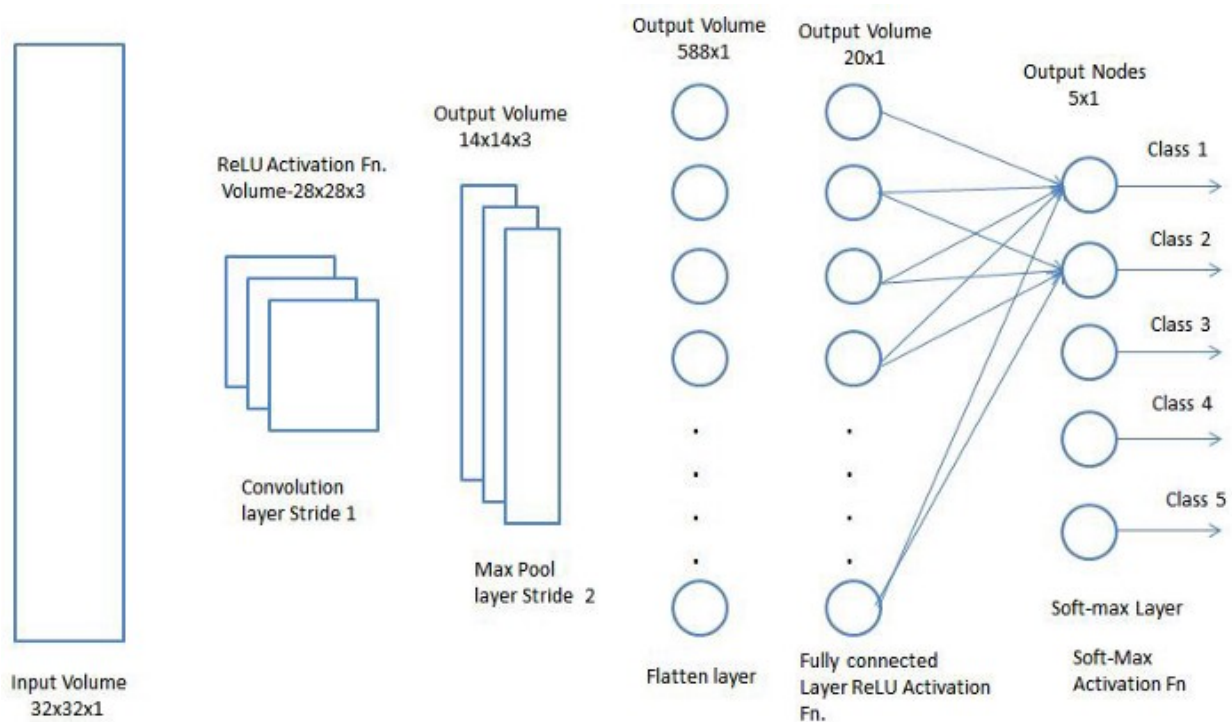 Input Volume
32x32x1
ReLU Activation Fn.
Volume-28x28x3
Convolution
layer Stride 1
Output Volume
14x14x3
Max Pool
layer Stride 2
Output Volume
588x1
Flatten layer
Output Volume
20x1
Fully connected
Layer ReLU Activation
Fn.
Output Nodes
5x1
Class 1
Class 2
Class 3
Class 4
Class 5
Soft-max Layer
Soft-Max
Activation Fn